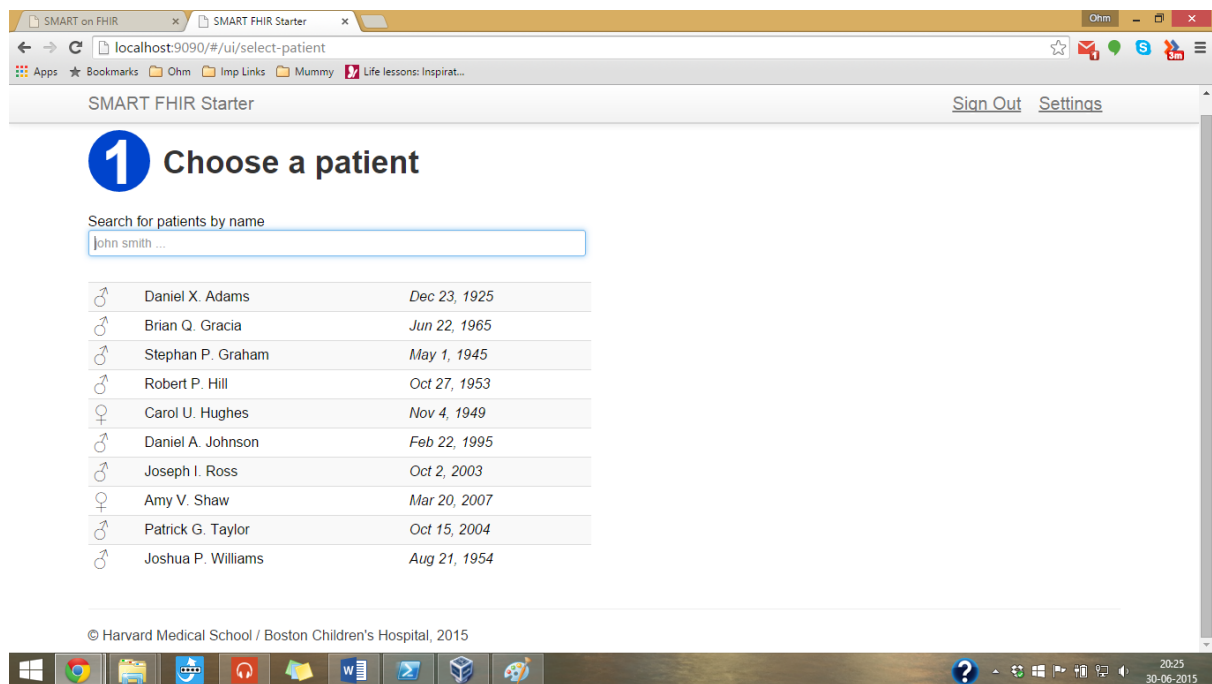 SMART on FHIR
SMART FHIR Starter
Ohm
localhost:9090/#/ui/select-patient
1
S
3m
Apps Bookmarks Ohm Imp Links Mummy Life lessons: Inspirat...
SMART FHIR Starter Sign Out Settings
1 Choose a patient
Search for patients by name
john smith ...
Daniel X. Adams Dec 23, 1925
Brian Q. Gracia Jun 22, 1965
Stephan P. Graham May 1, 1945
Robert P. Hill Oct 27, 1953
Carol U. Hughes Nov 4, 1949
Daniel A. Johnson Feb 22, 1995
Joseph I. Ross Oct 2, 2003
Amy V. Shaw Mar 20, 2007
Patrick G. Taylor Oct 15, 2004
Joshua P. Williams Aug 21, 1954
© Harvard Medical School / Boston Children's Hospital, 2015
20:25
30-06-2015